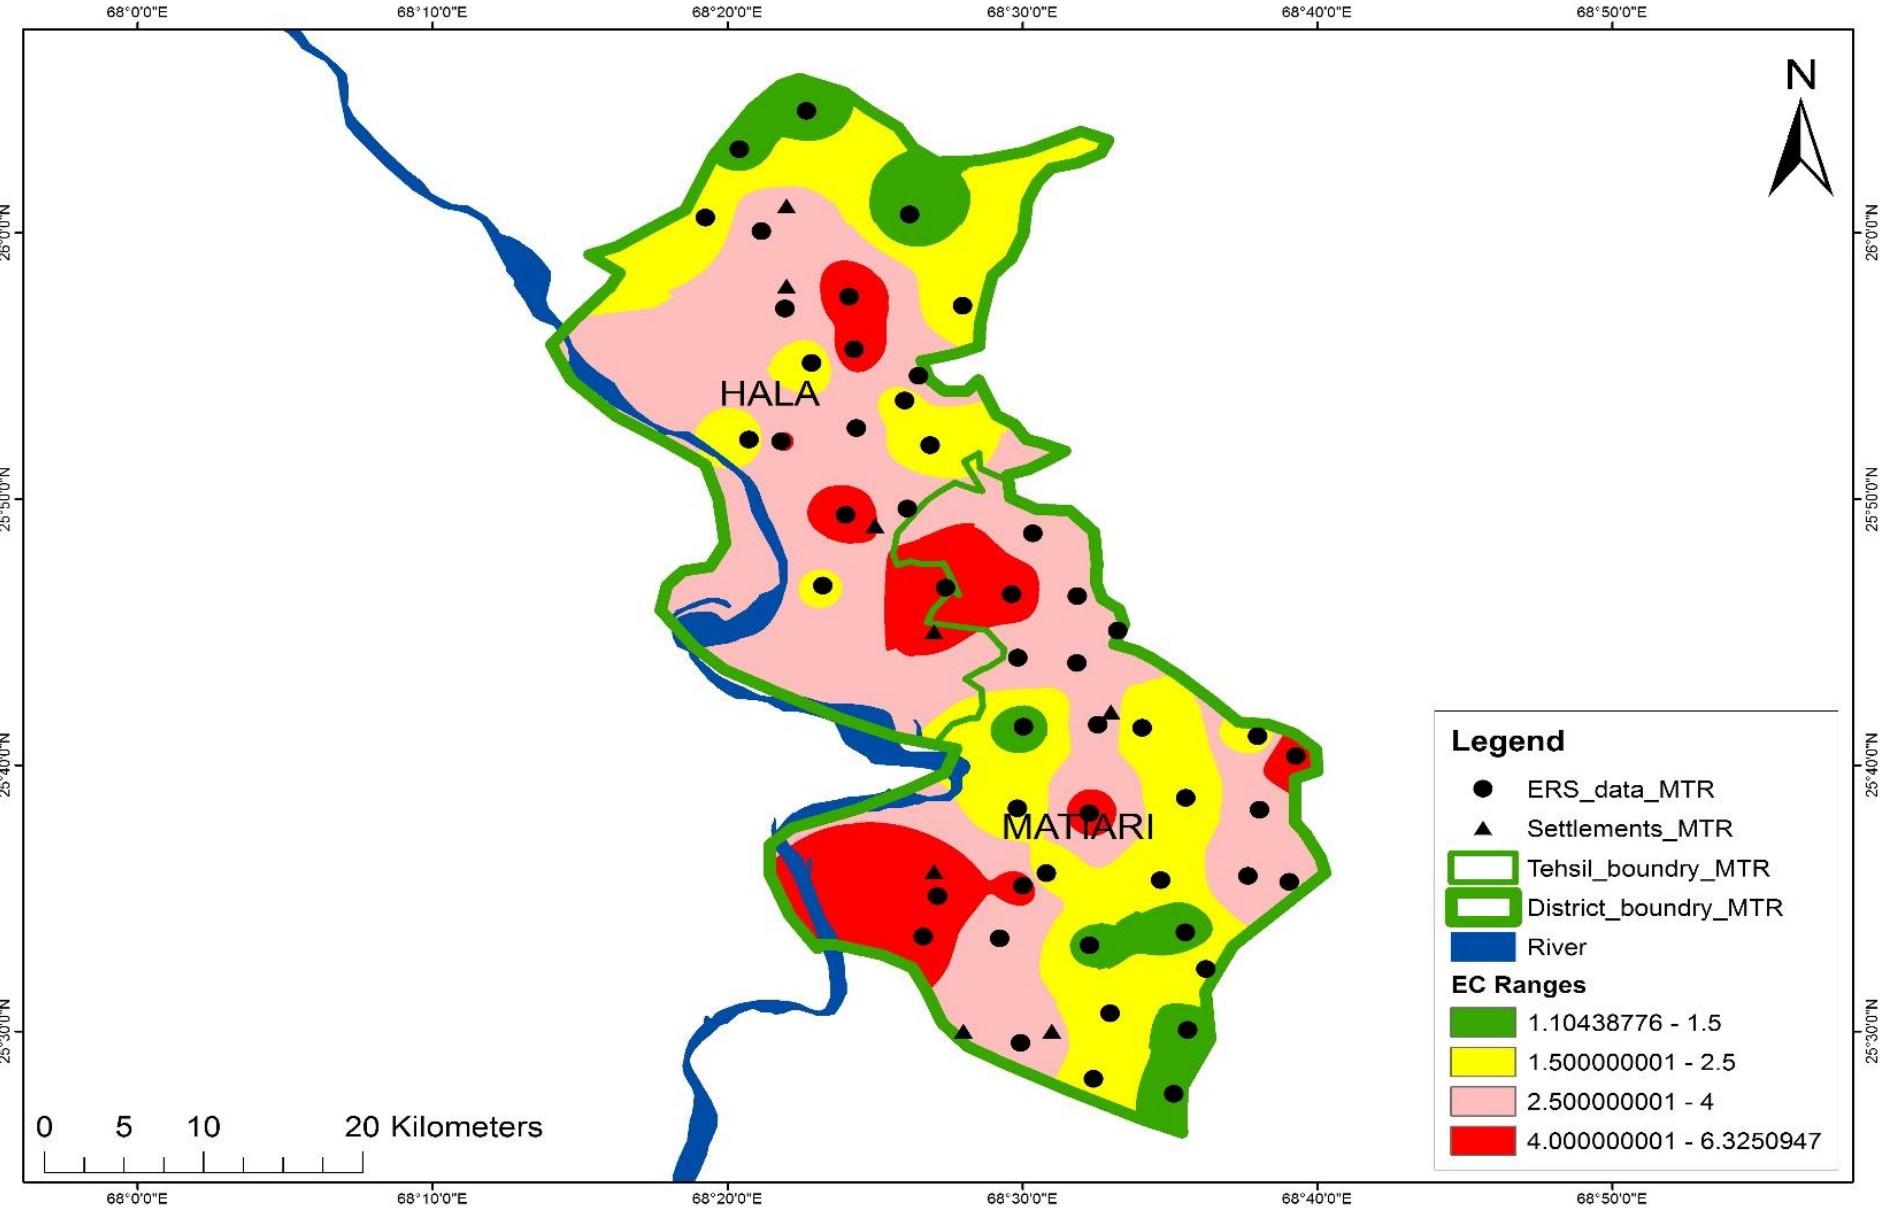 68°0'0"E 68°10'0"E 68°20'0"E 68°30'0"E 68°40'0"E 68°50'0"E
N
26°0'0"N 26°0'0"N
HALA
25°50'0"N 25°50'0"N
25°40'0"N 25°40'0"N
MATIARI
25°30'0"N 25°30'0"N
Legend
ERS_data_MTR
Settlements_MTR
Tehsil_boundry_MTR
District_boundry_MTR
River
EC Ranges
1.10438776 - 1.5
1.500000001 - 2.5
2.500000001 - 4
4.000000001 - 6.3250947
0 5 10 20 Kilometers
68°0'0"E 68°10'0"E 68°20'0"E 68°30'0"E 68°40'0"E 68°50'0"E